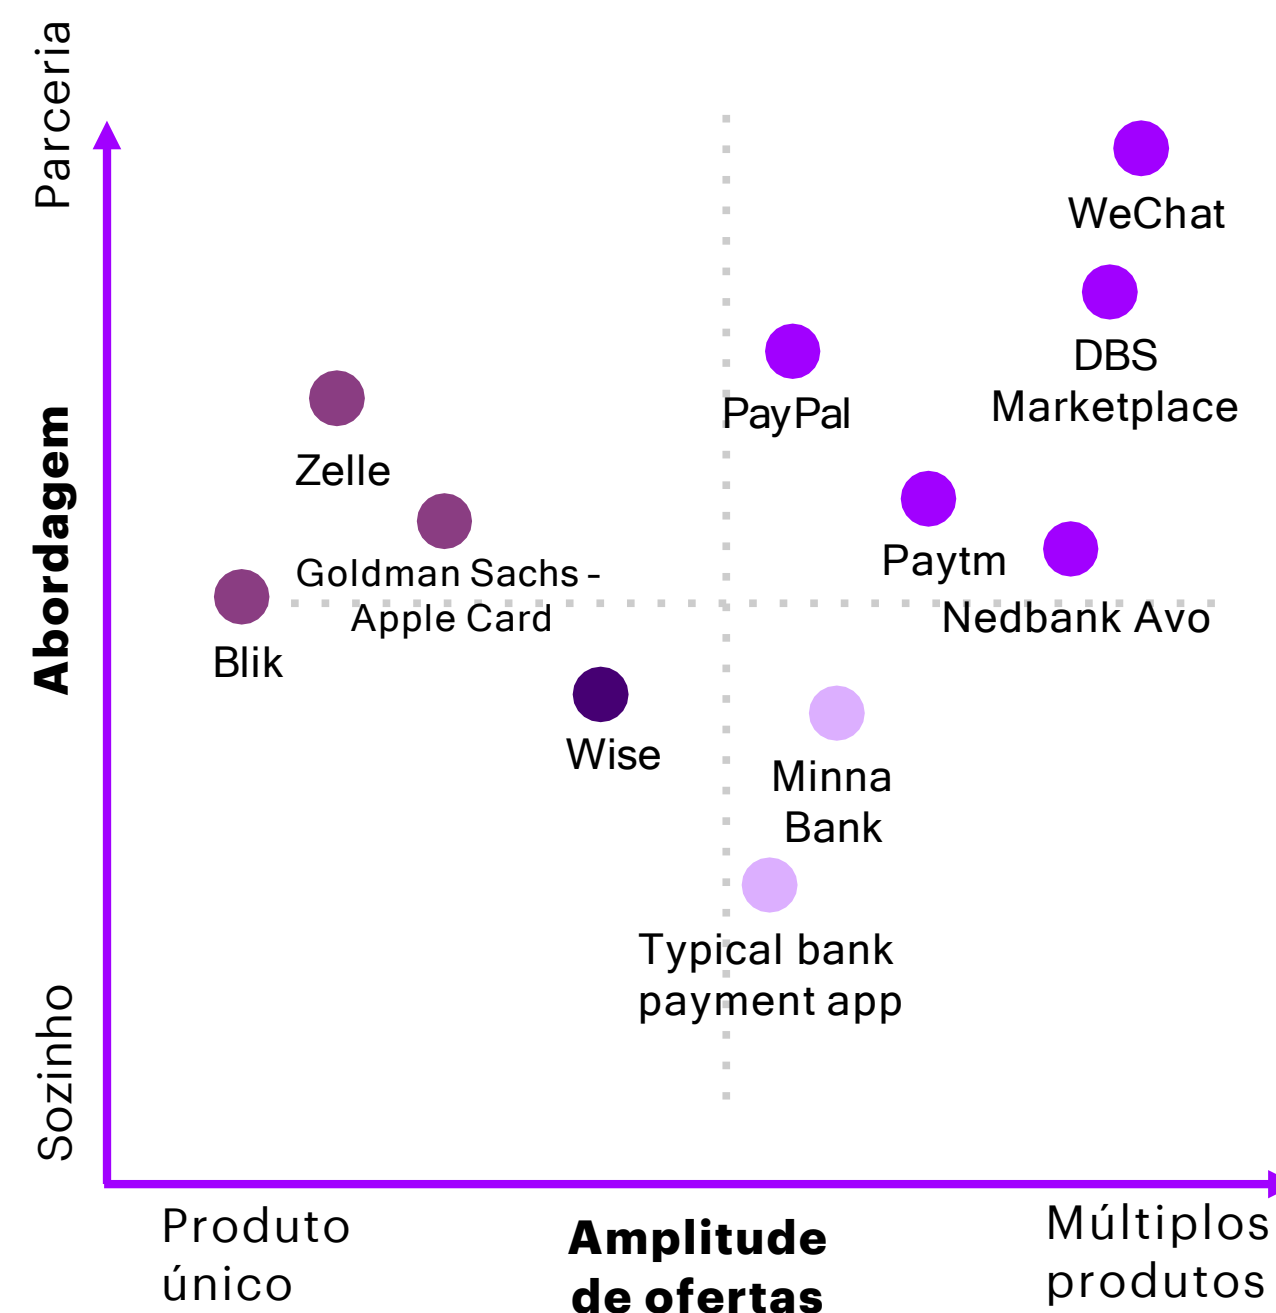 Parceria
WeChat
DBS
Marketplace
PayPal
Abordagem
Zelle
Paytm
Goldman Sachs -
Apple Card
Nedbank Avo
Blik
Wise
Minna
Bank
Typical bank
payment app
Sozinho
Produto
único
Amplitude
de ofertas
Múltiplos
produtos